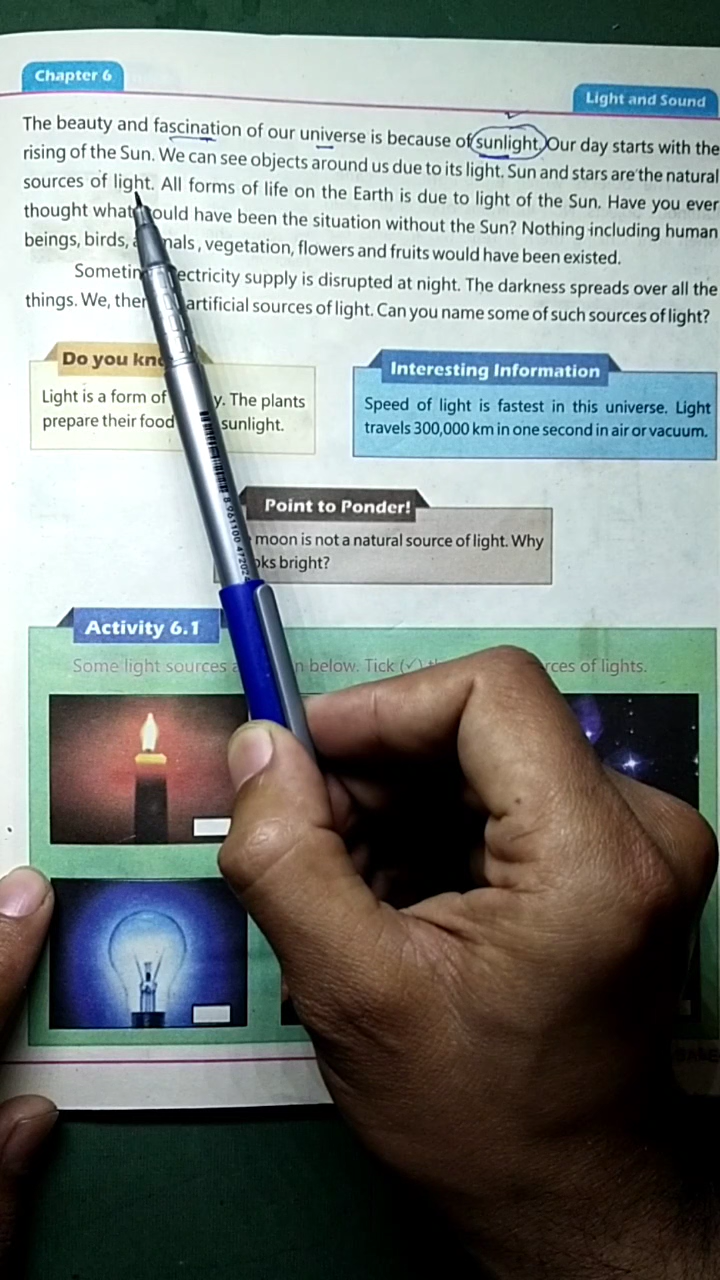 Chapter 6
Light and Sound
The beauty and fascination of our universe is because of sunlight. Our day starts with the
rising of the Sun. We can see objects around us due to its light. Sun and stars are the natural
sources of light. All forms of life on the Earth is due to light of the Sun. Have you ever
thought what ould have been the situation without the Sun? Nothing including human
beings, birds, a mals, vegetation, flowers and fruits would have been existed.
Sometim ectricity supply is disrupted at night. The darkness spreads over all the
things. We, ther artificial sources of light. Can you name some of such sources of light?
Do you kn
Light is a form of y. The plants
prepare their food sunlight.
Interesting Information
Speed of light is fastest in this universe. Light
travels 300,000 km in one second in air or vacuum.
Point to Ponder!
moon is not a natural source of light. Why
oks bright?
Activity 6.1
Some light sources a n below. Tick (✓) rces of lights.